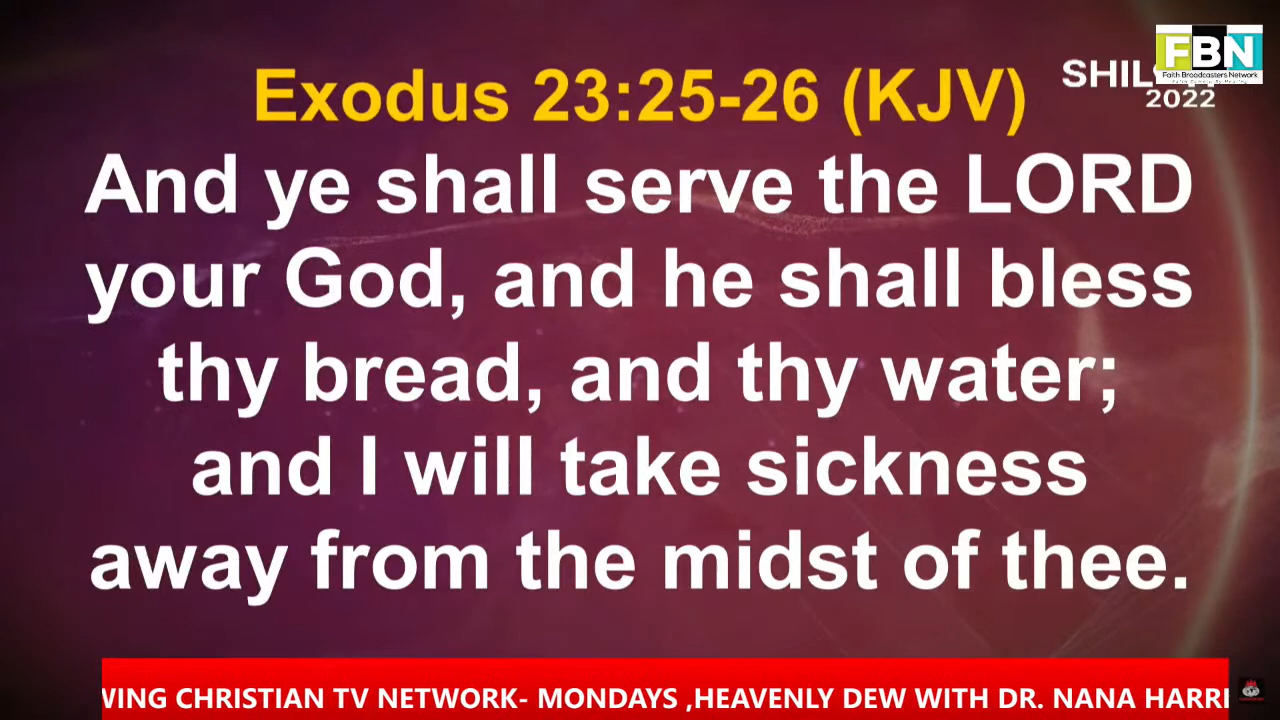 FBN
Faith Broadcasters Network
2022
Exodus 23:25-26 (KJV)
And ye shall serve the LORD
your God, and he shall bless
thy bread, and thy water;
and I will take sickness
away from the midst of thee.
WING CHRISTIAN TV NETWORK- MONDAYS ,HEAVENLY DEW WITH DR. NANA HARR